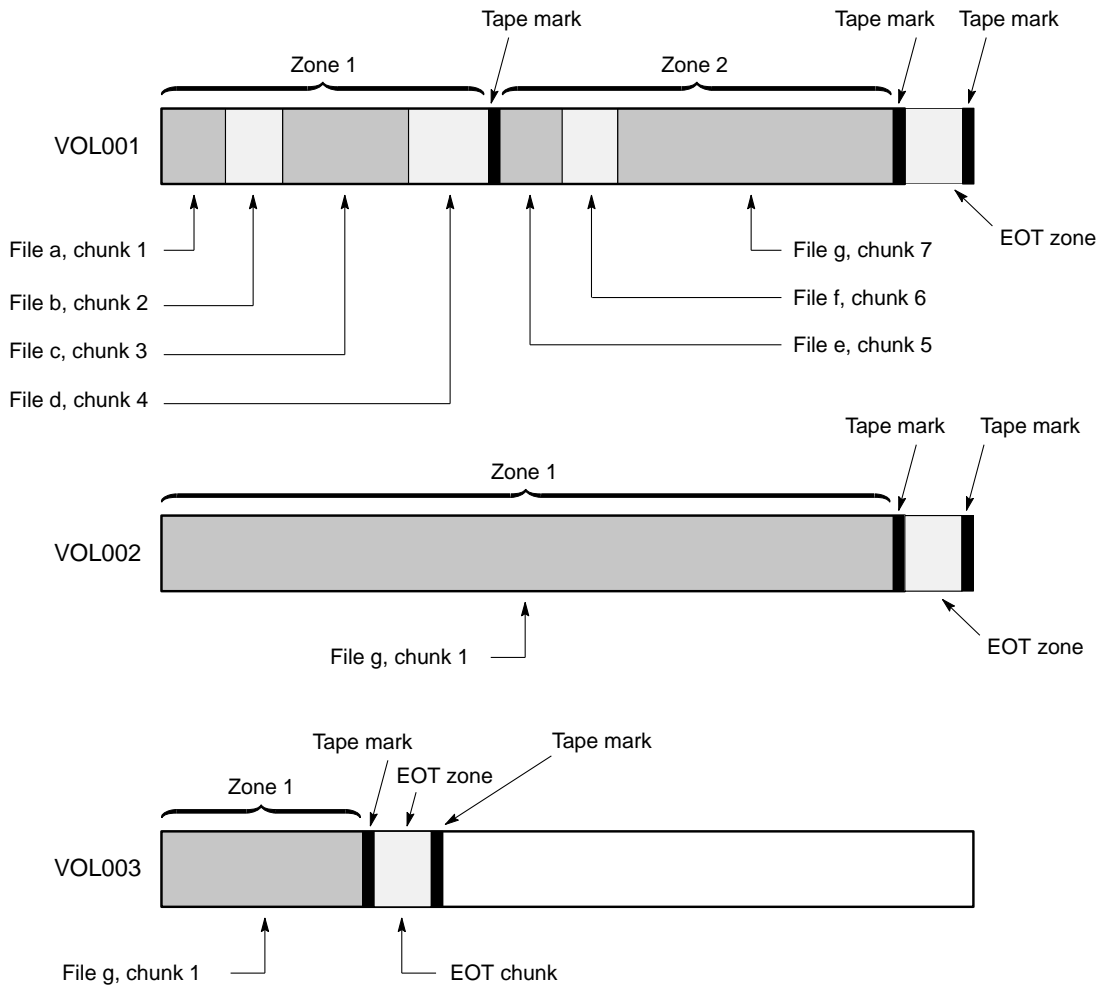 Tape mark
Tape mark
Tape mark
Zone 1
Zone 2
VOL001
EOT zone
File a, chunk 1
File g, chunk 7
File b, chunk 2
File f, chunk 6
File c, chunk 3
File e, chunk 5
File d, chunk 4
Tape mark
Tape mark
Zone 1
VOL002
EOT zone
File g, chunk 1
Tape mark
Tape mark
EOT zone
Zone 1
VOL003
File g, chunk 1
EOT chunk